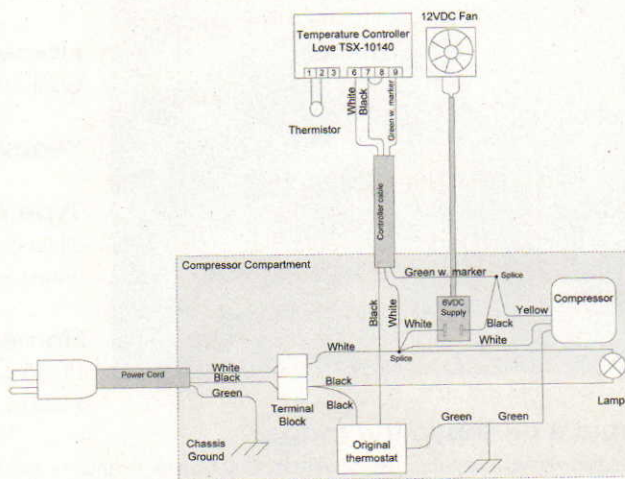 12VDC Fan
Temperature Controller
Love TSX-10140
1 2 3 6 7 8 9
White
Black
Green w. marker
Thermistor
Controller cable
Compressor Compartment
Green w. marker
Splice
Black
White
6VDC
Supply
White
Black
Yellow
White
Compressor
White
Splice
Power Cord
White
Black
Green
Black
Lamp
Terminal
Block
Black
Green
Green
Chassis
Ground
Original
thermostat